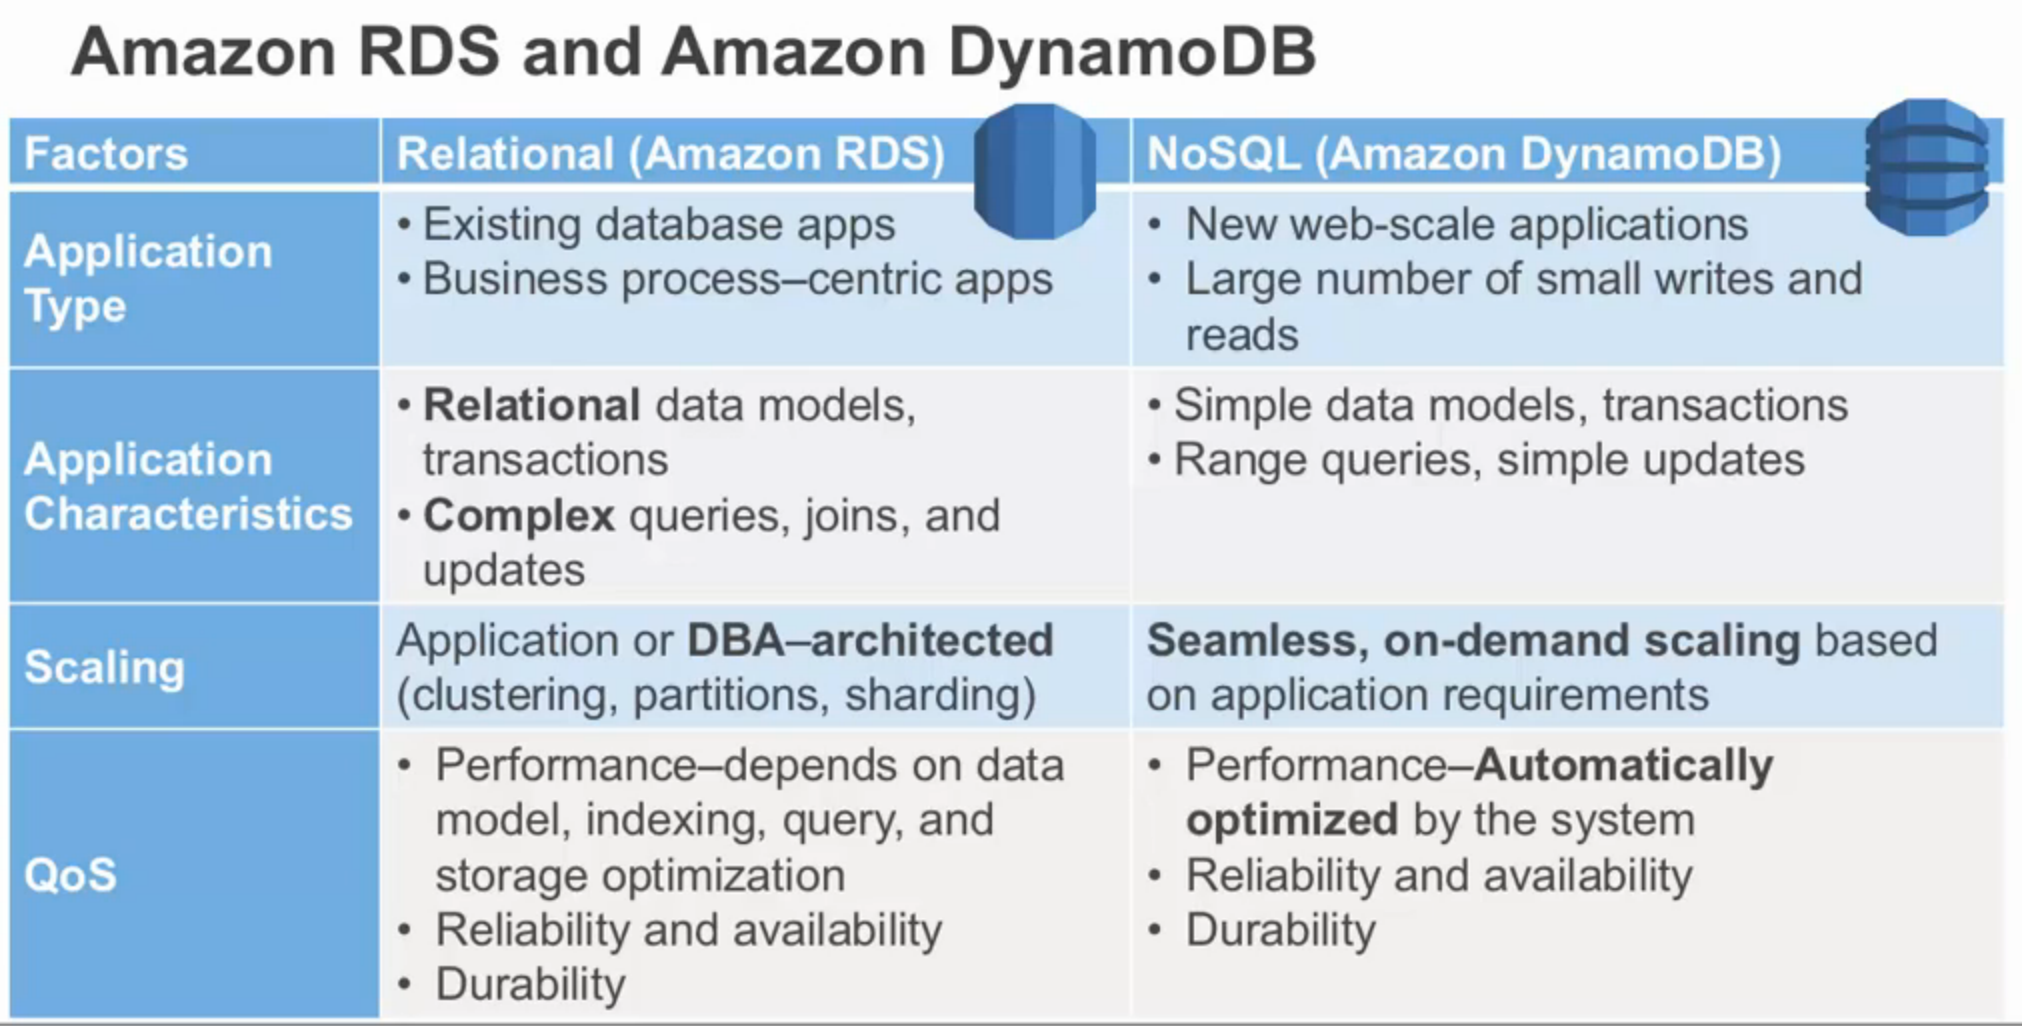 Amazon RDS and Amazon DynamoDB
Factors
Relational (Amazon RDS)
NoSQL (Amazon DynamoDB)
Application
Type
• Existing database apps
• Business process–centric apps
• New web-scale applications
• Large number of small writes and
reads
Application
Characteristics
• Relational data models,
transactions
• Complex queries, joins, and
updates
• Simple data models, transactions
• Range queries, simple updates
Scaling
Application or DBA–architected
(clustering, partitions, sharding)
Seamless, on-demand scaling based
on application requirements
QoS
• Performance–depends on data
model, indexing, query, and
storage optimization
• Reliability and availability
• Durability
• Performance–Automatically
optimized by the system
• Reliability and availability
• Durability